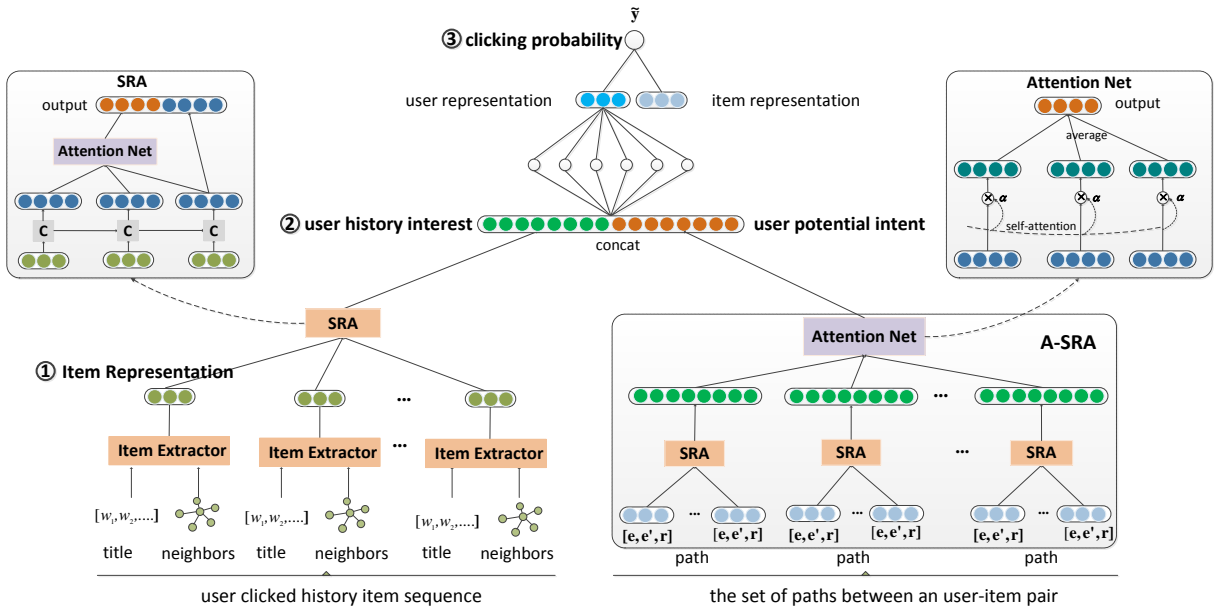 ỹ
③ clicking probability
user representation
item representation
SRA
output
Attention Net
C
C
C
Attention Net
output
average
α
α
α
self-attention
② user history interest
user potential intent
concat
SRA
① Item Representation
...
Item Extractor
Item Extractor
...
Item Extractor
[w₁,w₂,....]
[w₁,w₂,....]
[w₁,w₂,....]
title
neighbors
title
neighbors
title
neighbors
user clicked history item sequence
Attention Net
A-SRA
...
SRA
SRA
...
SRA
...
...
...
[e,e',r]
[e,e',r]
[e,e',r]
[e,e',r]
[e,e',r]
[e,e',r]
path
path
path
the set of paths between an user-item pair